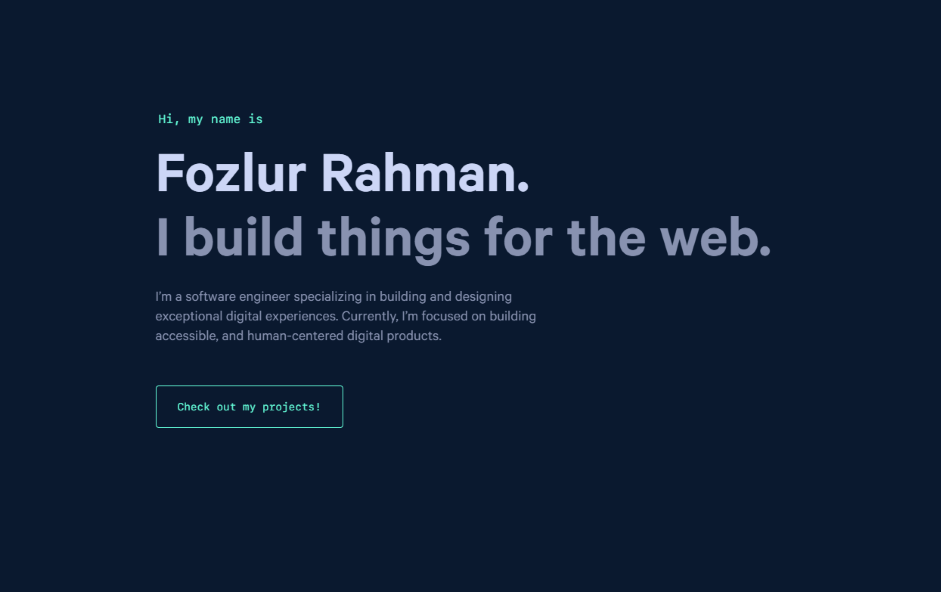 Hi, my name is
Fozlur Rahman.
I build things for the web.
I'm a software engineer specializing in building and designing
exceptional digital experiences. Currently, I'm focused on building
accessible, and human-centered digital products.
Check out my projects!